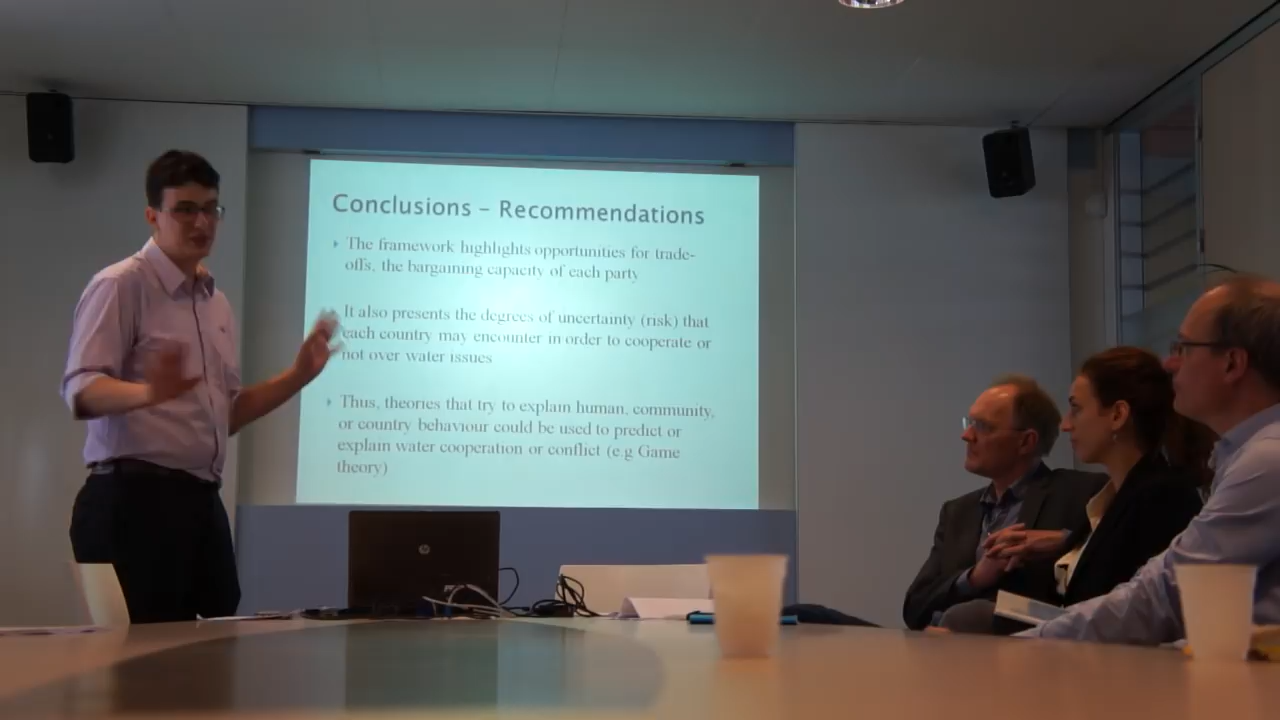 Conclusions – Recommendations
The framework highlights opportunities for trade-
offs, the bargaining capacity of each party
It also presents the degrees of uncertainty (risk) that
each country may encounter in order to cooperate or
not over water issues
Thus, theories that try to explain human, community,
or country behaviour could be used to predict or
explain water cooperation or conflict (e.g Game
theory)
hp